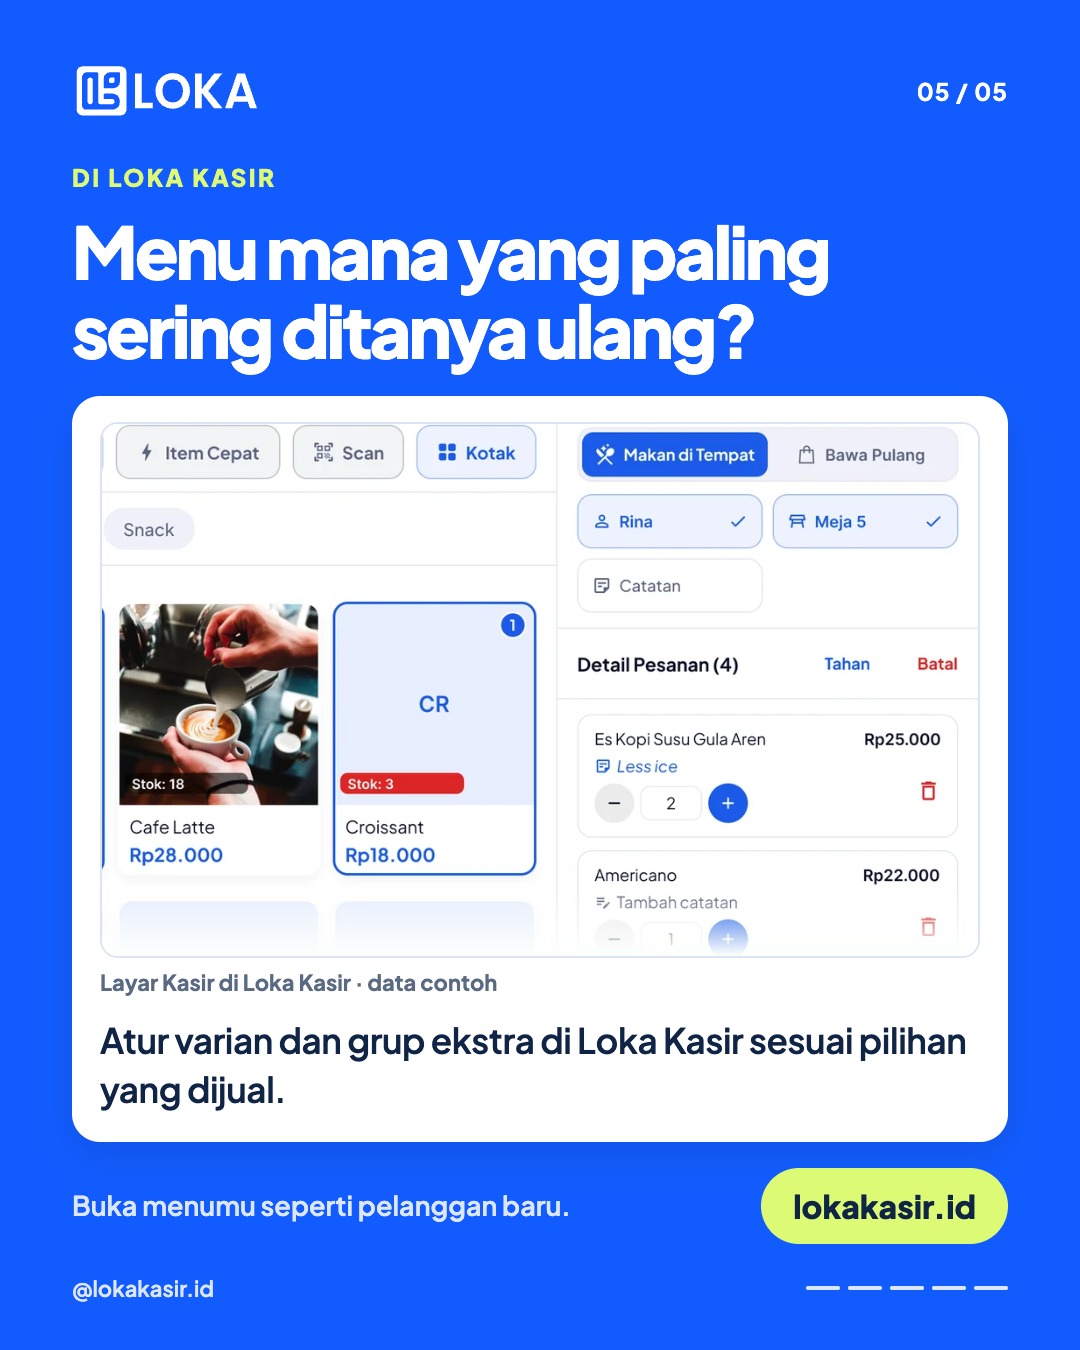 LOKA
05 / 05
DI LOKA KASIR
Menu mana yang paling
sering ditanya ulang?
Item Cepat
Scan
Kotak
Snack
Stok: 18
Cafe Latte
Rp28.000
1
CR
Stok: 3
Croissant
Rp18.000
Makan di Tempat
Bawa Pulang
Rina
Meja 5
Catatan
Detail Pesanan (4)
Tahan
Batal
Es Kopi Susu Gula Aren
Rp25.000
Less ice
2
Americano
Rp22.000
Tambah catatan
1
Layar Kasir di Loka Kasir · data contoh
Atur varian dan grup ekstra di Loka Kasir sesuai pilihan
yang dijual.
Buka menumu seperti pelanggan baru.
lokakasir.id
@lokakasir.id